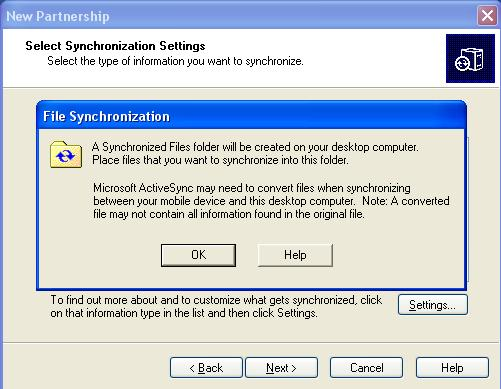 New Partnership
Select Synchronization Settings
Select the type of information you want to synchronize.
File Synchronization
A Synchronized Files folder will be created on your desktop computer.
Place files that you want to synchronize into this folder.
Microsoft ActiveSync may need to convert files when synchronizing
between your mobile device and this desktop computer. Note: A converted
file may not contain all information found in the original file.
OK
Help
To find out more about and to customize what gets synchronized, click
on that information type in the list and then click Settings.
Settings...
< Back
Next >
Cancel
Help